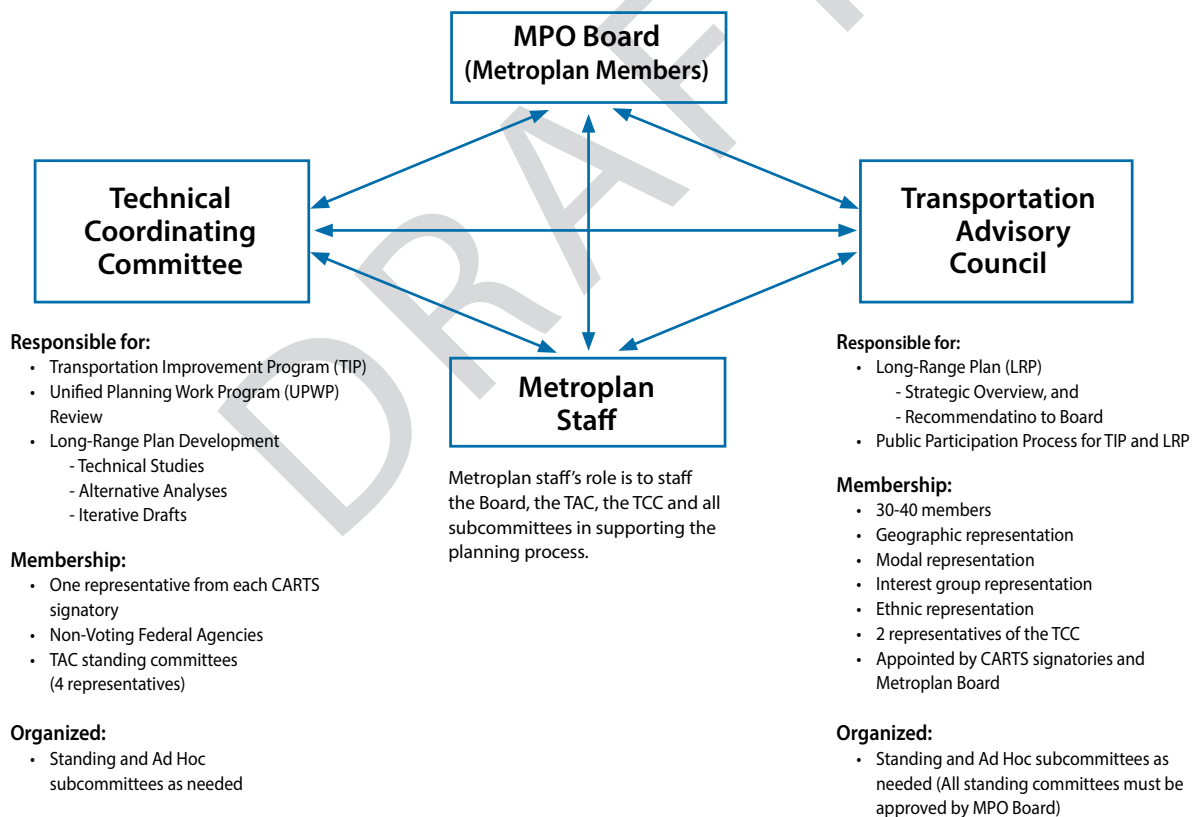 DRAFT
MPO Board
(Metroplan Members)
Technical
Coordinating
Committee
Transportation
Advisory
Council
Metroplan
Staff
Responsible for:
• Transportation Improvement Program (TIP)
• Unified Planning Work Program (UPWP)
Review
• Long-Range Plan Development
- Technical Studies
- Alternative Analyses
- Iterative Drafts
Membership:
• One representative from each CARTS
signatory
• Non-Voting Federal Agencies
• TAC standing committees
(4 representatives)
Organized:
• Standing and Ad Hoc
subcommittees as needed
Metroplan staff's role is to staff
the Board, the TAC, the TCC and all
subcommittees in supporting the
planning process.
Responsible for:
• Long-Range Plan (LRP)
- Strategic Overview, and
- Recommendatino to Board
• Public Participation Process for TIP and LRP
Membership:
• 30-40 members
• Geographic representation
• Modal representation
• Interest group representation
• Ethnic representation
• 2 representatives of the TCC
• Appointed by CARTS signatories and
Metroplan Board
Organized:
• Standing and Ad Hoc subcommittees as
needed (All standing committees must be
approved by MPO Board)